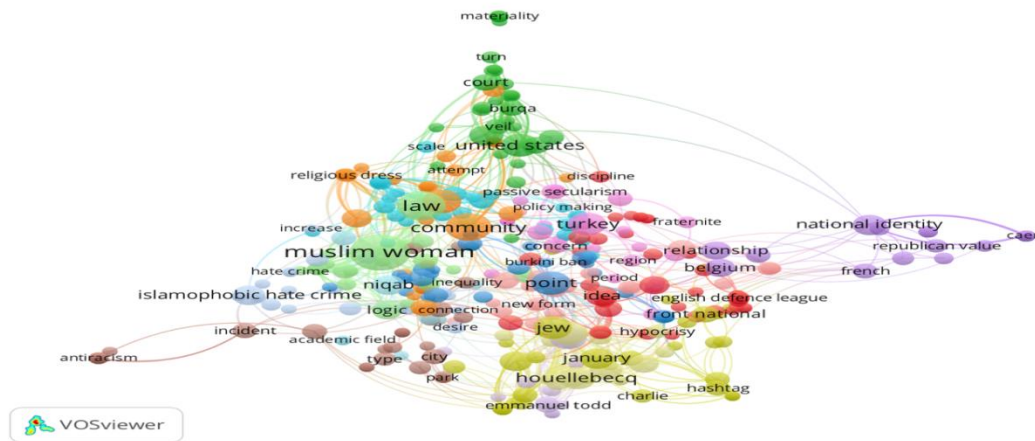 materiality
turn
court
burqa
veil
scale
united states
attempt
religious dress
discipline
passive secularism
law
policy making
community
turkey
fraternite
national identity
increase
concern
cae
muslim woman
relationship
republican value
burkini ban
region
hate crime
inequality
period
belgium
french
niqab
point
islamophobic hate crime
idea
english defence league
new form
logic
connection
front national
incident
desire
jew
hypocrisy
academic field
antiracism
type
city
january
park
houellebecq
hashtag
charlie
emmanuel todd
VOSviewer